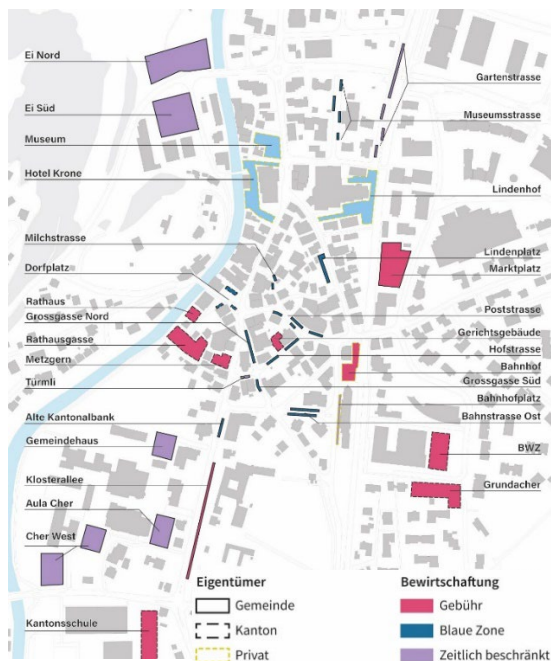 Ei Nord
Ei Süd
Museum
Hotel Krone
Milchstrasse
Dorfplatz
Rathaus
Grossgasse Nord
Rathausgasse
Metzgern
Türmli
Alte Kantonalbank
Gemeindehaus
Klosterallee
Aula Cher
Cher West
Kantonsschule
Gartenstrasse
Museumsstrasse
Lindenhof
Lindenplatz
Marktplatz
Poststrasse
Gerichtsgebäude
Hofstrasse
Bahnhof
Grossgasse Süd
Bahnhofplatz
Bahnstrasse Ost
BWZ
Grundacher
Eigentümer
Gemeinde
Kanton
Privat
Bewirtschaftung
Gebühr
Blaue Zone
Zeitlich beschränkt